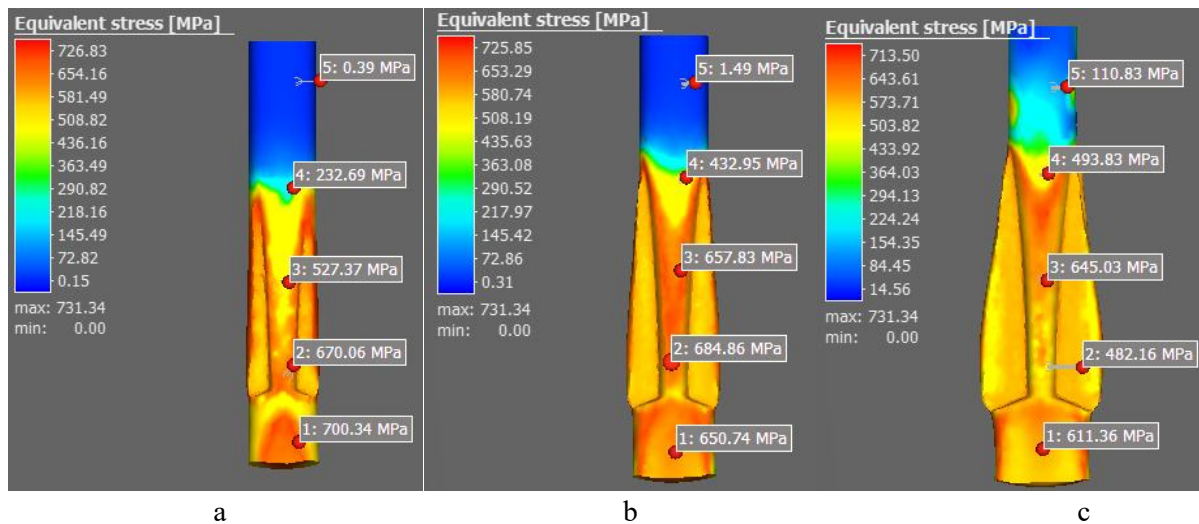 Equivalent stress [MPa]
726.83
654.16
581.49
508.82
436.16
363.49
290.82
218.16
145.49
72.82
0.15
max: 731.34
min: 0.00
5: 0.39 MPa
4: 232.69 MPa
3: 527.37 MPa
2: 670.06 MPa
1: 700.34 MPa
a
Equivalent stress [MPa]
725.85
653.29
580.74
508.19
435.63
363.08
290.52
217.97
145.42
72.86
0.31
max: 731.34
min: 0.00
5: 1.49 MPa
4: 432.95 MPa
3: 657.83 MPa
2: 684.86 MPa
1: 650.74 MPa
b
Equivalent stress [MPa]
713.50
643.61
573.71
503.82
433.92
364.03
294.13
224.24
154.35
84.45
14.56
max: 731.34
min: 0.00
5: 110.83 MPa
4: 493.83 MPa
3: 645.03 MPa
2: 482.16 MPa
1: 611.36 MPa
c